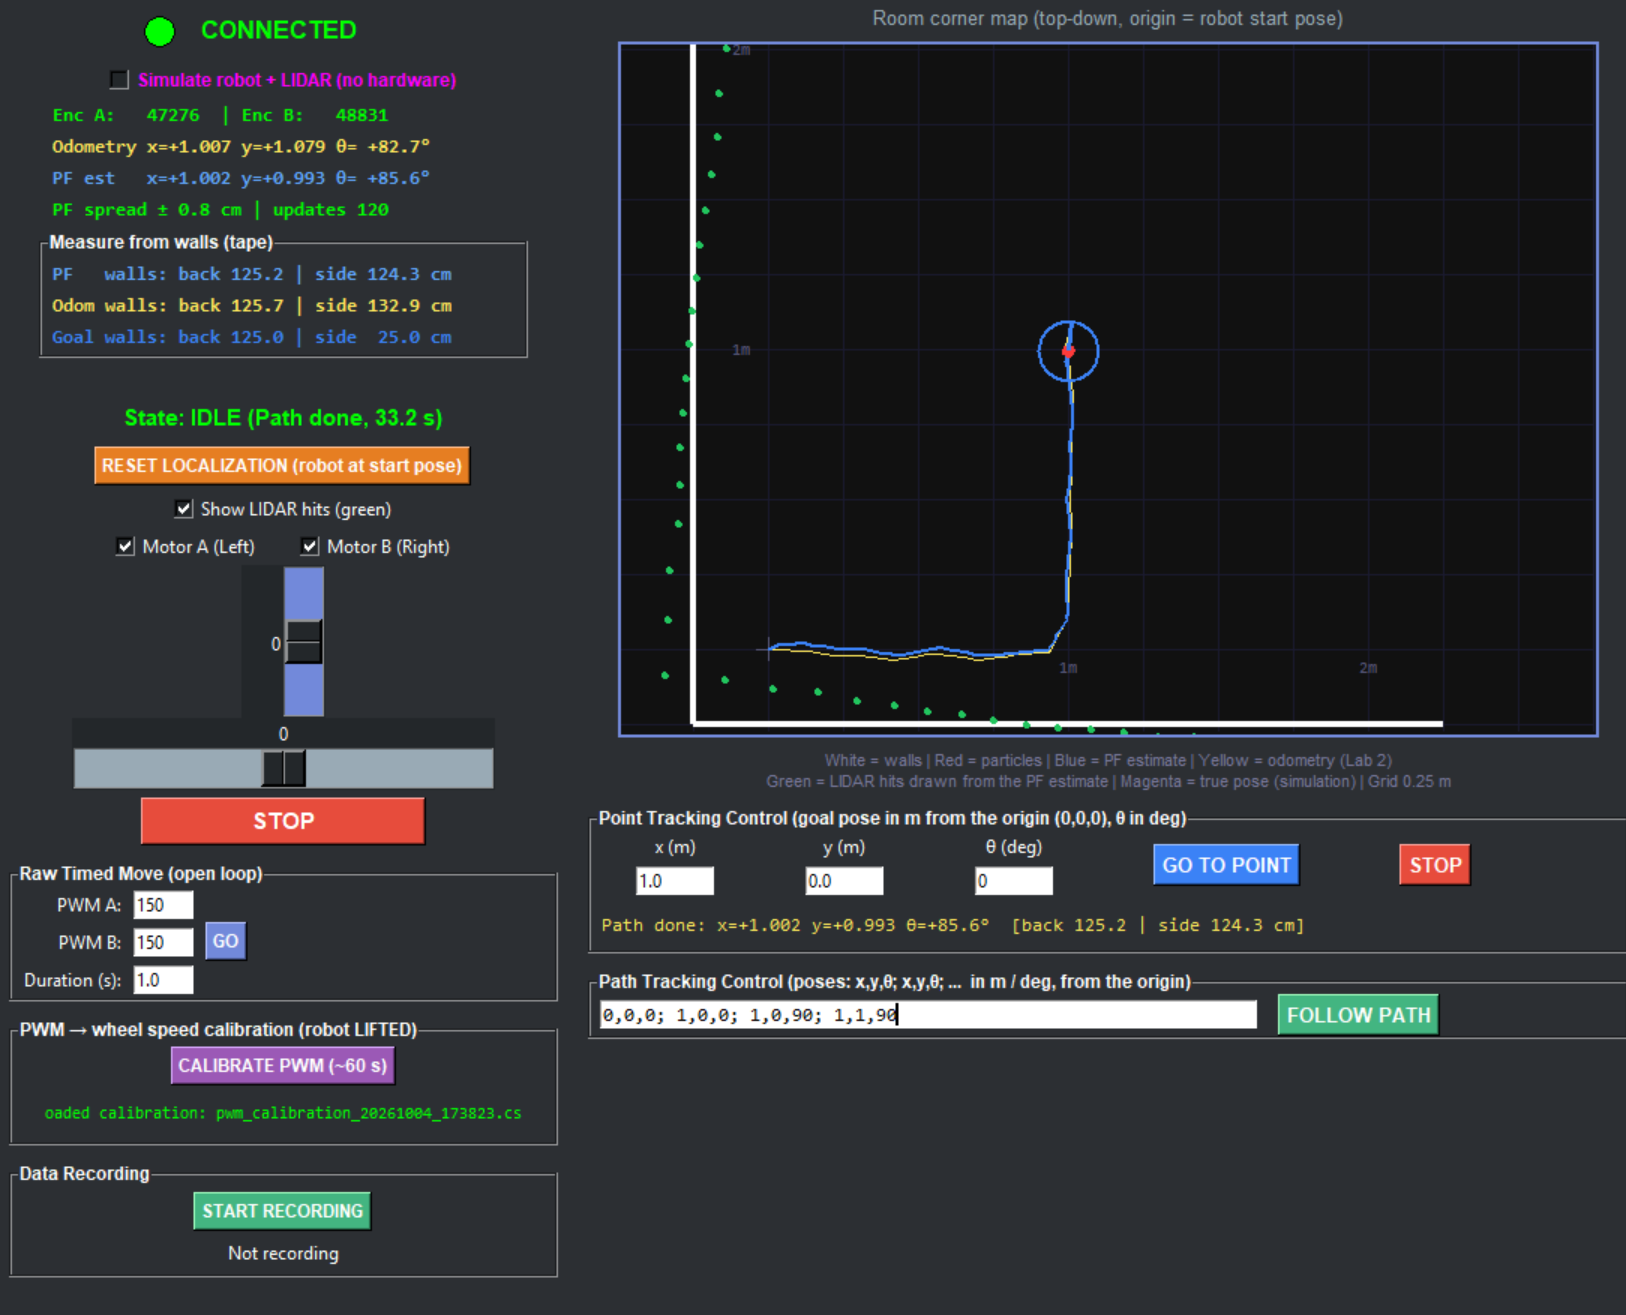 CONNECTED
Simulate robot + LIDAR (no hardware)
Enc A:   47276  | Enc B:   48831
Odometry x=+1.007 y=+1.079 θ= +82.7°
PF est   x=+1.002 y=+0.993 θ= +85.6°
PF spread ± 0.8 cm | updates 120
Measure from walls (tape)
PF   walls: back 125.2 | side 124.3 cm
Odom walls: back 125.7 | side 132.9 cm
Goal walls: back 125.0 | side  25.0 cm
State: IDLE (Path done, 33.2 s)
RESET LOCALIZATION (robot at start pose)
Show LIDAR hits (green)
Motor A (Left)
Motor B (Right)
0
0
STOP
Raw Timed Move (open loop)
PWM A: 150
PWM B: 150
GO
Duration (s): 1.0
PWM → wheel speed calibration (robot LIFTED)
CALIBRATE PWM (~60 s)
oaded calibration: pwm_calibration_20261004_173823.cs
Data Recording
START RECORDING
Not recording
Room corner map (top-down, origin = robot start pose)
2m
1m
1m
2m
White = walls | Red = particles | Blue = PF estimate | Yellow = odometry (Lab 2)
Green = LIDAR hits drawn from the PF estimate | Magenta = true pose (simulation) | Grid 0.25 m
Point Tracking Control (goal pose in m from the origin (0,0,0), θ in deg)
x (m)
y (m)
θ (deg)
1.0
0.0
0
GO TO POINT
STOP
Path done: x=+1.002 y=+0.993 θ=+85.6°  [back 125.2 | side 124.3 cm]
Path Tracking Control (poses: x,y,θ; x,y,θ; ... in m / deg, from the origin)
0,0,0; 1,0,0; 1,0,90; 1,1,90
FOLLOW PATH